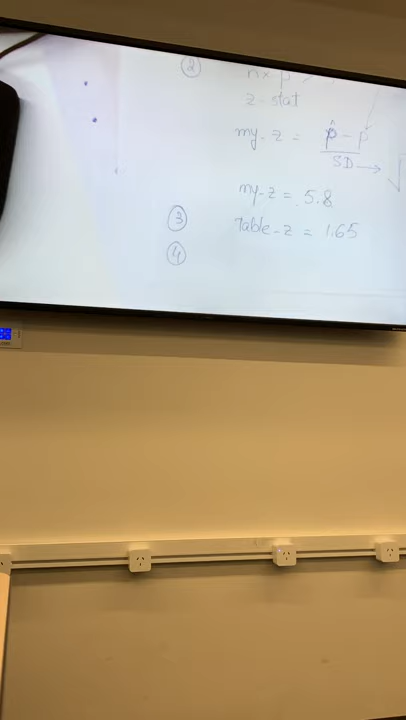 ②
n×p >
z-stat
my-z = p̂ - p
SD → √
my-z = 5.8
③ Table-z = 1.65
④